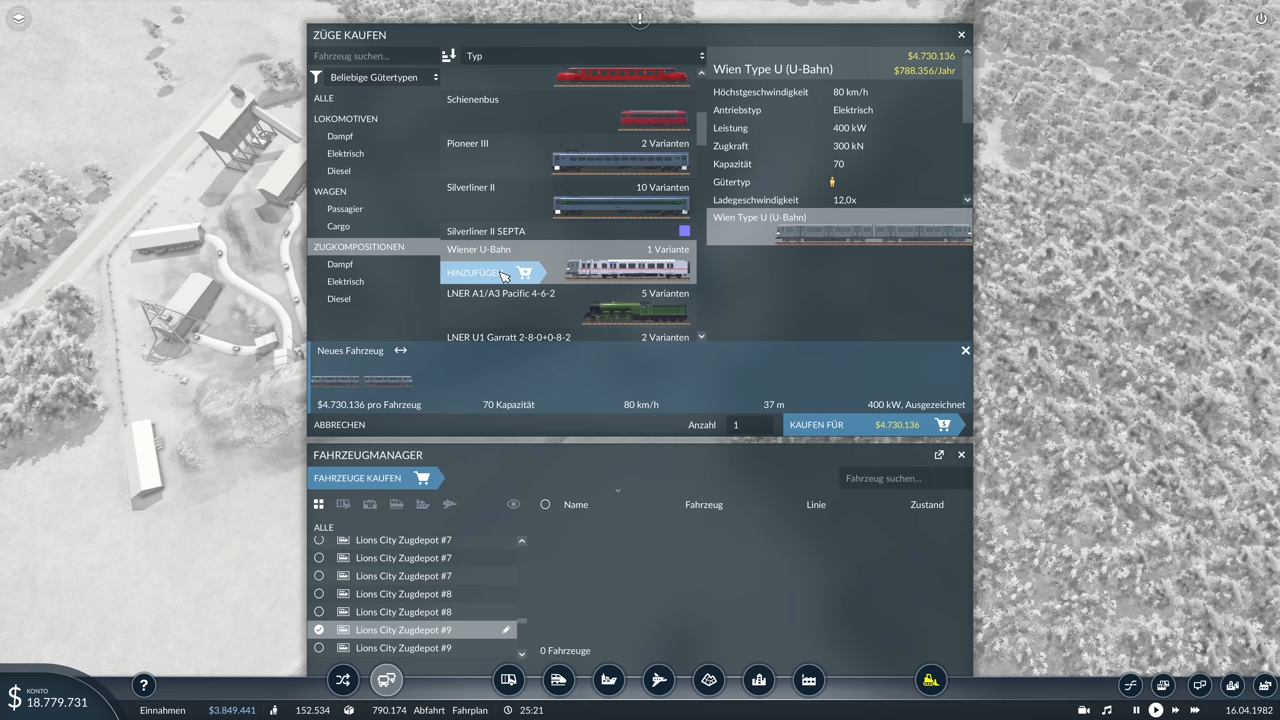 ZÜGE KAUFEN
Fahrzeug suchen...
Typ
Beliebige Gütertypen
ALLE
LOKOMOTIVEN
Dampf
Elektrisch
Diesel
WAGEN
Passagier
Cargo
ZUGKOMPOSITIONEN
Dampf
Elektrisch
Diesel
Schienenbus
Pioneer III 2 Varianten
Silverliner II 10 Varianten
Silverliner II SEPTA
Wiener U-Bahn 1 Variante
LNER A1/A3 Pacific 4-6-2 5 Varianten
LNER U1 Garratt 2-8-0+0-8-2 2 Varianten
$4.730.136
Wien Type U (U-Bahn) $788.356/Jahr
Höchstgeschwindigkeit 80 km/h
Antriebstyp Elektrisch
Leistung 400 kW
Zugkraft 300 kN
Kapazität 70
Gütertyp
Ladegeschwindigkeit 12,0x
Wien Type U (U-Bahn)
Neues Fahrzeug
$4.730.136 pro Fahrzeug 70 Kapazität 80 km/h 37 m 400 kW, Ausgezeichnet
ABBRECHEN Anzahl 1 KAUFEN FÜR $4.730.136
FAHRZEUGMANAGER
FAHRZEUGE KAUFEN Fahrzeug suchen...
Name Fahrzeug Linie Zustand
ALLE
Lions City Zugdepot #7
Lions City Zugdepot #7
Lions City Zugdepot #7
Lions City Zugdepot #8
Lions City Zugdepot #8
Lions City Zugdepot #9
Lions City Zugdepot #9
0 Fahrzeuge
$ KONTO
18.779.731
?
Einnahmen $3.849.441 152.534 790.174 Abfahrt Fahrplan 25:21 16.04.1982